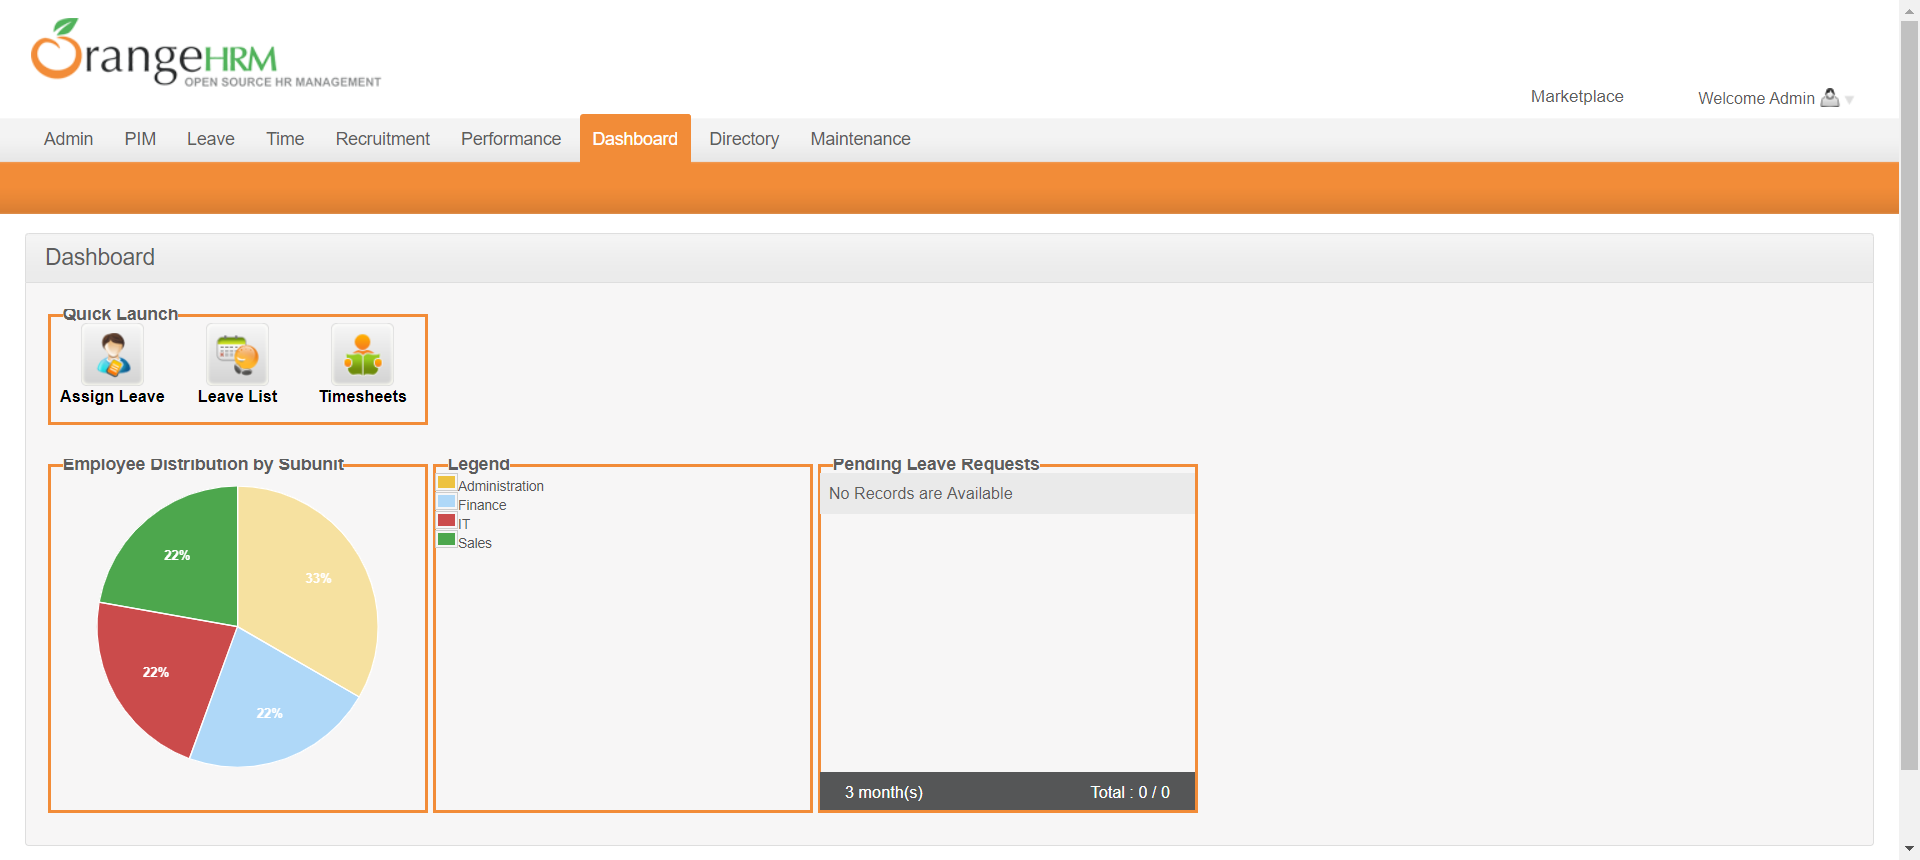 OrangeHRM
OPEN SOURCE HR MANAGEMENT
Marketplace
Welcome Admin
Admin PIM Leave Time Recruitment Performance Dashboard Directory Maintenance
Dashboard
Quick Launch
Assign Leave Leave List Timesheets
Employee Distribution by Subunit
22%
33%
22%
22%
Legend
Administration
Finance
IT
Sales
Pending Leave Requests
No Records are Available
3 month(s) Total : 0 / 0